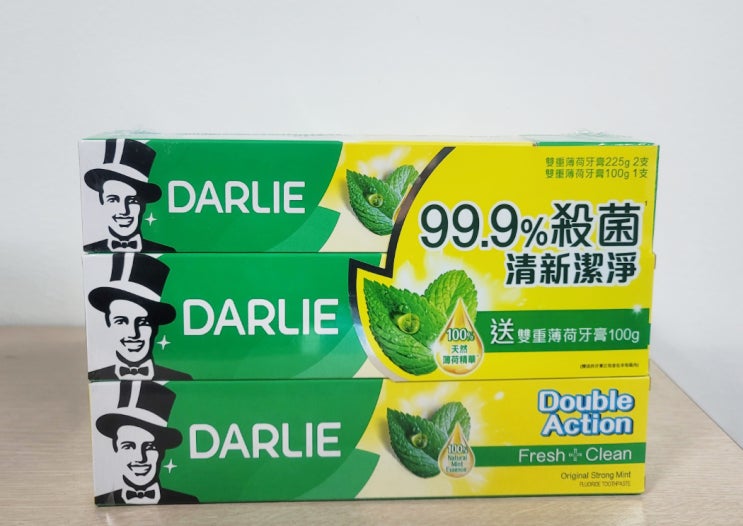 雙重薄荷牙膏225g 2支
雙重薄荷牙膏100g 1支
DARLIE
99.9%殺菌¹
清新潔淨
DARLIE
100%
天然
薄荷精華
送 雙重薄荷牙膏100g
DARLIE
100%
Natural
Mint
Essence
Double
Action
Fresh + Clean
Original Strong Mint
FLUORIDE TOOTHPASTE